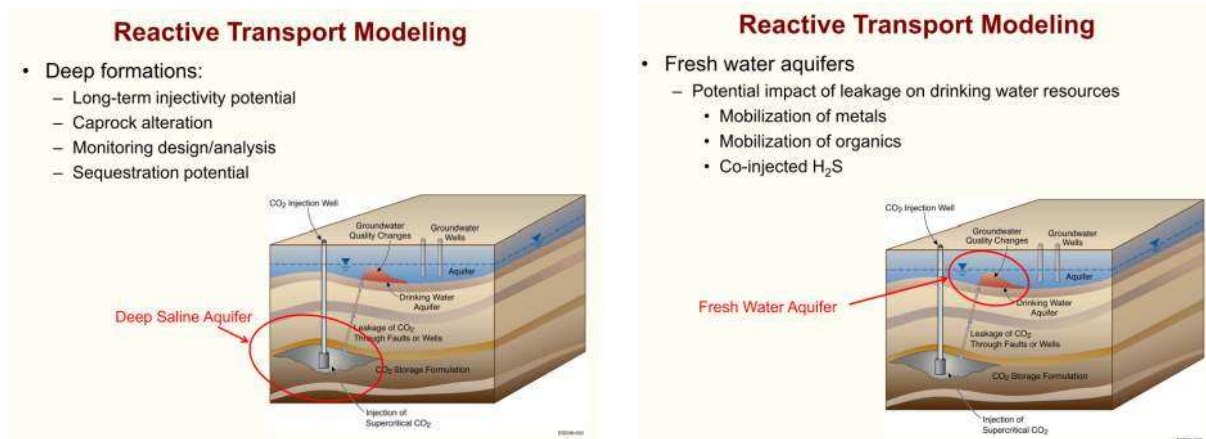 Reactive Transport Modeling
• Deep formations:
– Long-term injectivity potential
– Caprock alteration
– Monitoring design/analysis
– Sequestration potential
CO₂ Injection Well
Groundwater
Quality Changes
Groundwater
Wells
Aquifer
Drinking Water
Aquifer
Deep Saline Aquifer
Leakage of CO₂
Through Faults or Wells
CO₂ Storage Formulation
Injection of
Supercritical CO₂
Reactive Transport Modeling
• Fresh water aquifers
– Potential impact of leakage on drinking water resources
• Mobilization of metals
• Mobilization of organics
• Co-injected H₂S
CO₂ Injection Well
Groundwater
Quality Changes
Groundwater
Wells
Aquifer
Drinking Water
Aquifer
Fresh Water Aquifer
Leakage of CO₂
Through Faults or Wells
CO₂ Storage Formulation
Injection of
Supercritical CO₂